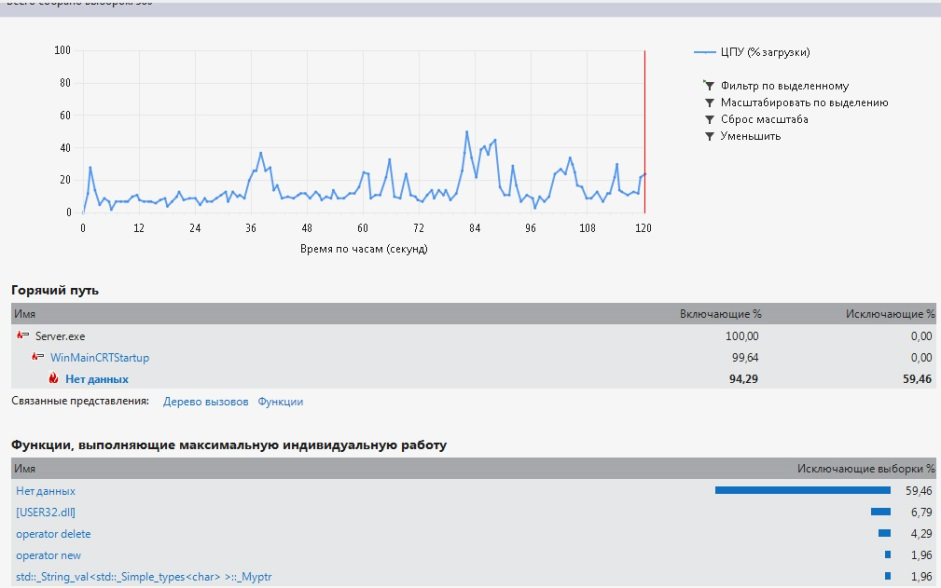 100
ЦПУ (% загрузки)
80
Фильтр по выделенному
Масштабировать по выделению
60
Сброс масштаба
Уменьшить
40
20
0
0 12 24 36 48 60 72 84 96 108 120
Время по часам (секунд)
Горячий путь
Имя Включающие % Исключающие %
Server.exe 100,00 0,00
WinMainCRTStartup 99,64 0,00
Нет данных 94,29 59,46
Связанные представления: Дерево вызовов Функции
Функции, выполняющие максимальную индивидуальную работу
Имя Исключающие выборки %
Нет данных 59,46
[USER32.dll] 6,79
operator delete 4,29
operator new 1,96
std::_String_val<std::_Simple_types<char> >::_Myptr 1,96